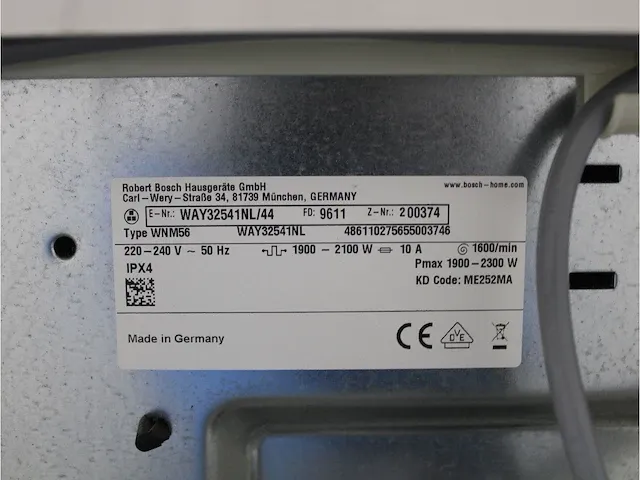 Robert Bosch Hausgeräte GmbH www.bosch-home.com
Carl-Wery-Straße 34, 81739 München, GERMANY
E-Nr.: WAY32541NL/44 FD: 9611 Z-Nr.: 200374
Type WNM56 WAY32541NL 486110275655003746
220-240 V ~ 50 Hz 1900 - 2100 W 10 A 1600/min
IPX4 Pmax 1900-2300 W
KD Code: ME252MA
Made in Germany CE DVE